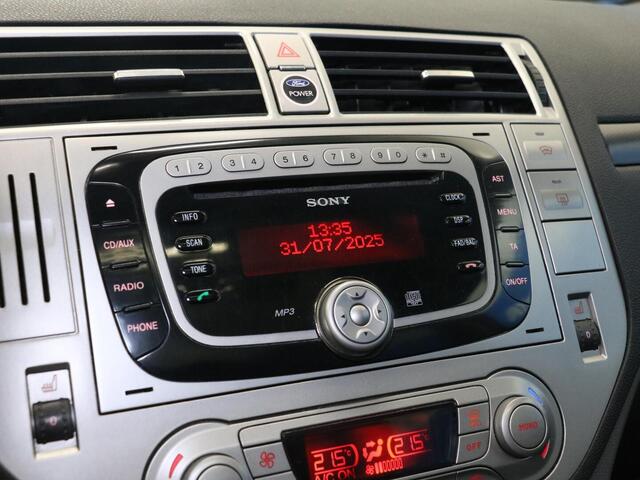 Ford
POWER
1 2 3 4 5 6 7 8 9 0 * #
SONY
INFO
SCAN
TONE
CD/AUX
RADIO
PHONE
13:35
31/07/2025
CLOCK
DSP
AST
MENU
TA
ON/OFF
MP3
MONO
OFF
21.5° 21.5°
A/C ON